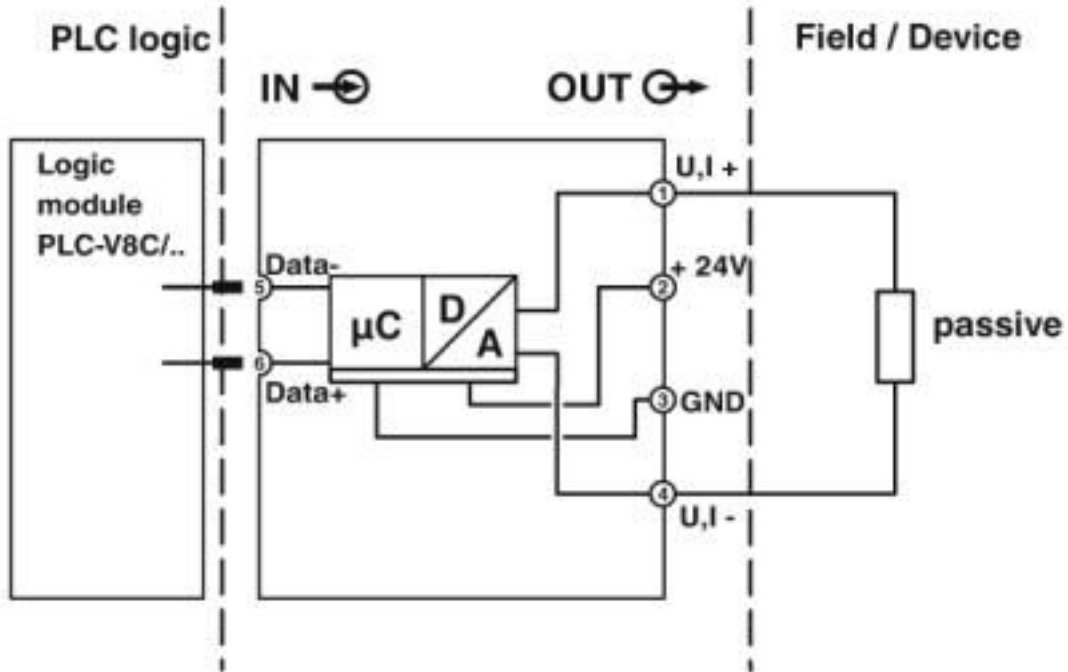 PLC logic
Field / Device
IN
OUT
Logic
module
PLC-V8C/..
U,I +
1
Data-
+ 24V
5
2
µC
D
A
passive
6
Data+
3
GND
4
U,I -